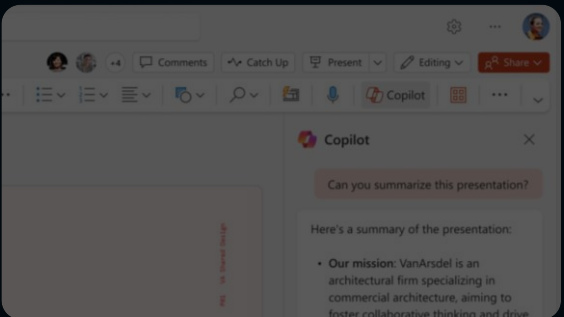 +4 Comments Catch Up Present Editing Share
Copilot
Copilot
Can you summarize this presentation?
Here's a summary of the presentation:
• Our mission: VanArsdel is an
architectural firm specializing in
commercial architecture, aiming to
foster collaborative thinking and drive